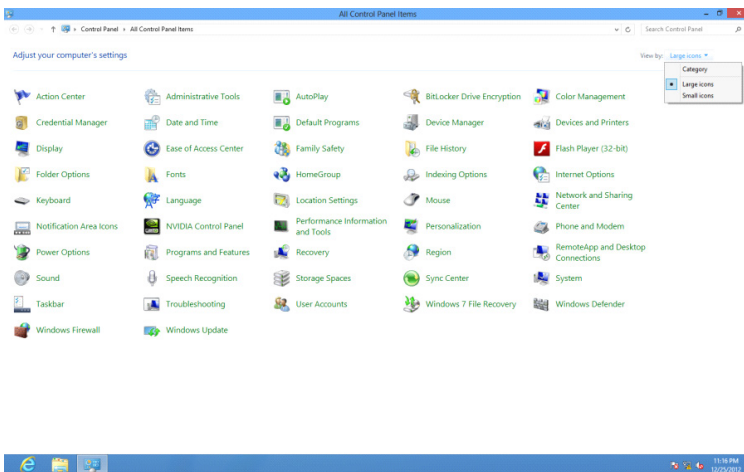 All Control Panel Items
Control Panel All Control Panel Items
Search Control Panel
Adjust your computer's settings
View by: Large icons
Category
Large icons
Small icons
Action Center
Administrative Tools
AutoPlay
BitLocker Drive Encryption
Color Management
Credential Manager
Date and Time
Default Programs
Device Manager
Devices and Printers
Display
Ease of Access Center
Family Safety
File History
Flash Player (32-bit)
Folder Options
Fonts
HomeGroup
Indexing Options
Internet Options
Keyboard
Language
Location Settings
Mouse
Network and Sharing
Center
Notification Area Icons
NVIDIA Control Panel
Performance Information
and Tools
Personalization
Phone and Modem
Power Options
Programs and Features
Recovery
Region
RemoteApp and Desktop
Connections
Sound
Speech Recognition
Storage Spaces
Sync Center
System
Taskbar
Troubleshooting
User Accounts
Windows 7 File Recovery
Windows Defender
Windows Firewall
Windows Update
11:16 PM
12/25/2012